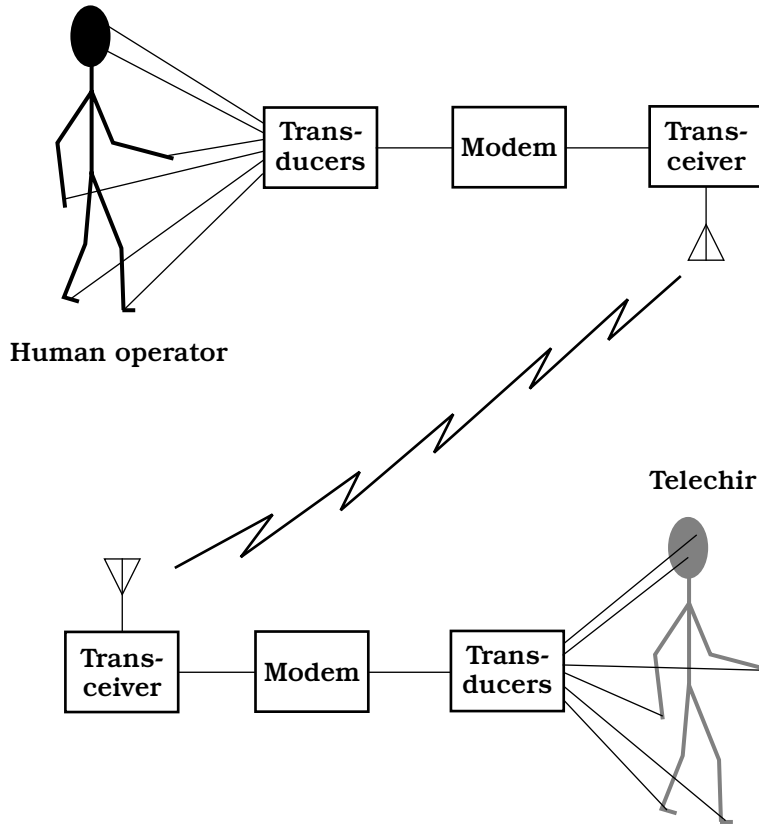 Trans-
ducers
Modem
Trans-
ceiver
Human operator
Telechir
Trans-
ceiver
Modem
Trans-
ducers